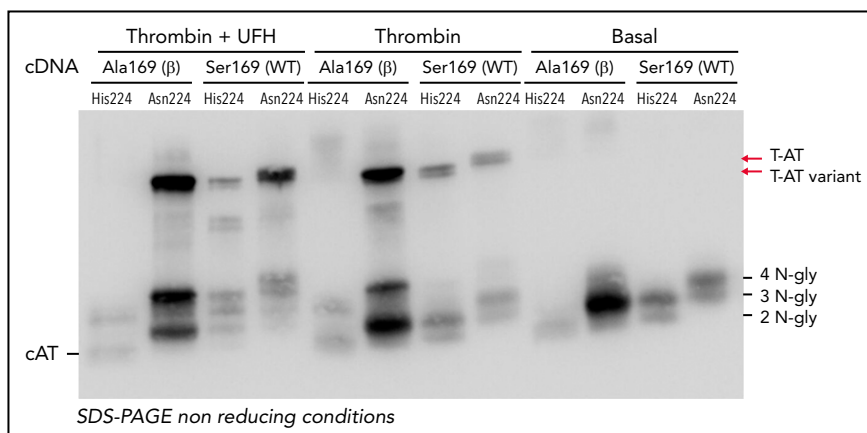 Thrombin + UFH Thrombin Basal
cDNA Ala169 (β) Ser169 (WT) Ala169 (β) Ser169 (WT) Ala169 (β) Ser169 (WT)
His224 Asn224 His224 Asn224 His224 Asn224 His224 Asn224 His224 Asn224 His224 Asn224
T-AT
T-AT variant
4 N-gly
3 N-gly
2 N-gly
cAT
SDS-PAGE non reducing conditions